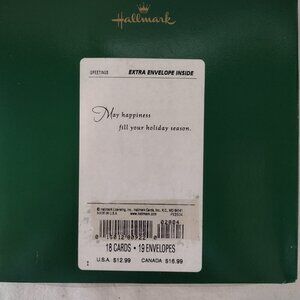 Hallmark
GREETINGS EXTRA ENVELOPE INSIDE
May happiness
fill your holiday season.
© Hallmark Licensing, Inc. Hallmark Cards, Inc. K.C., MO 64141
MADE IN U.S.A. www.hallmark.com
02804
18 CARDS • 19 ENVELOPES
U.S.A. $12.99 CANADA $16.99